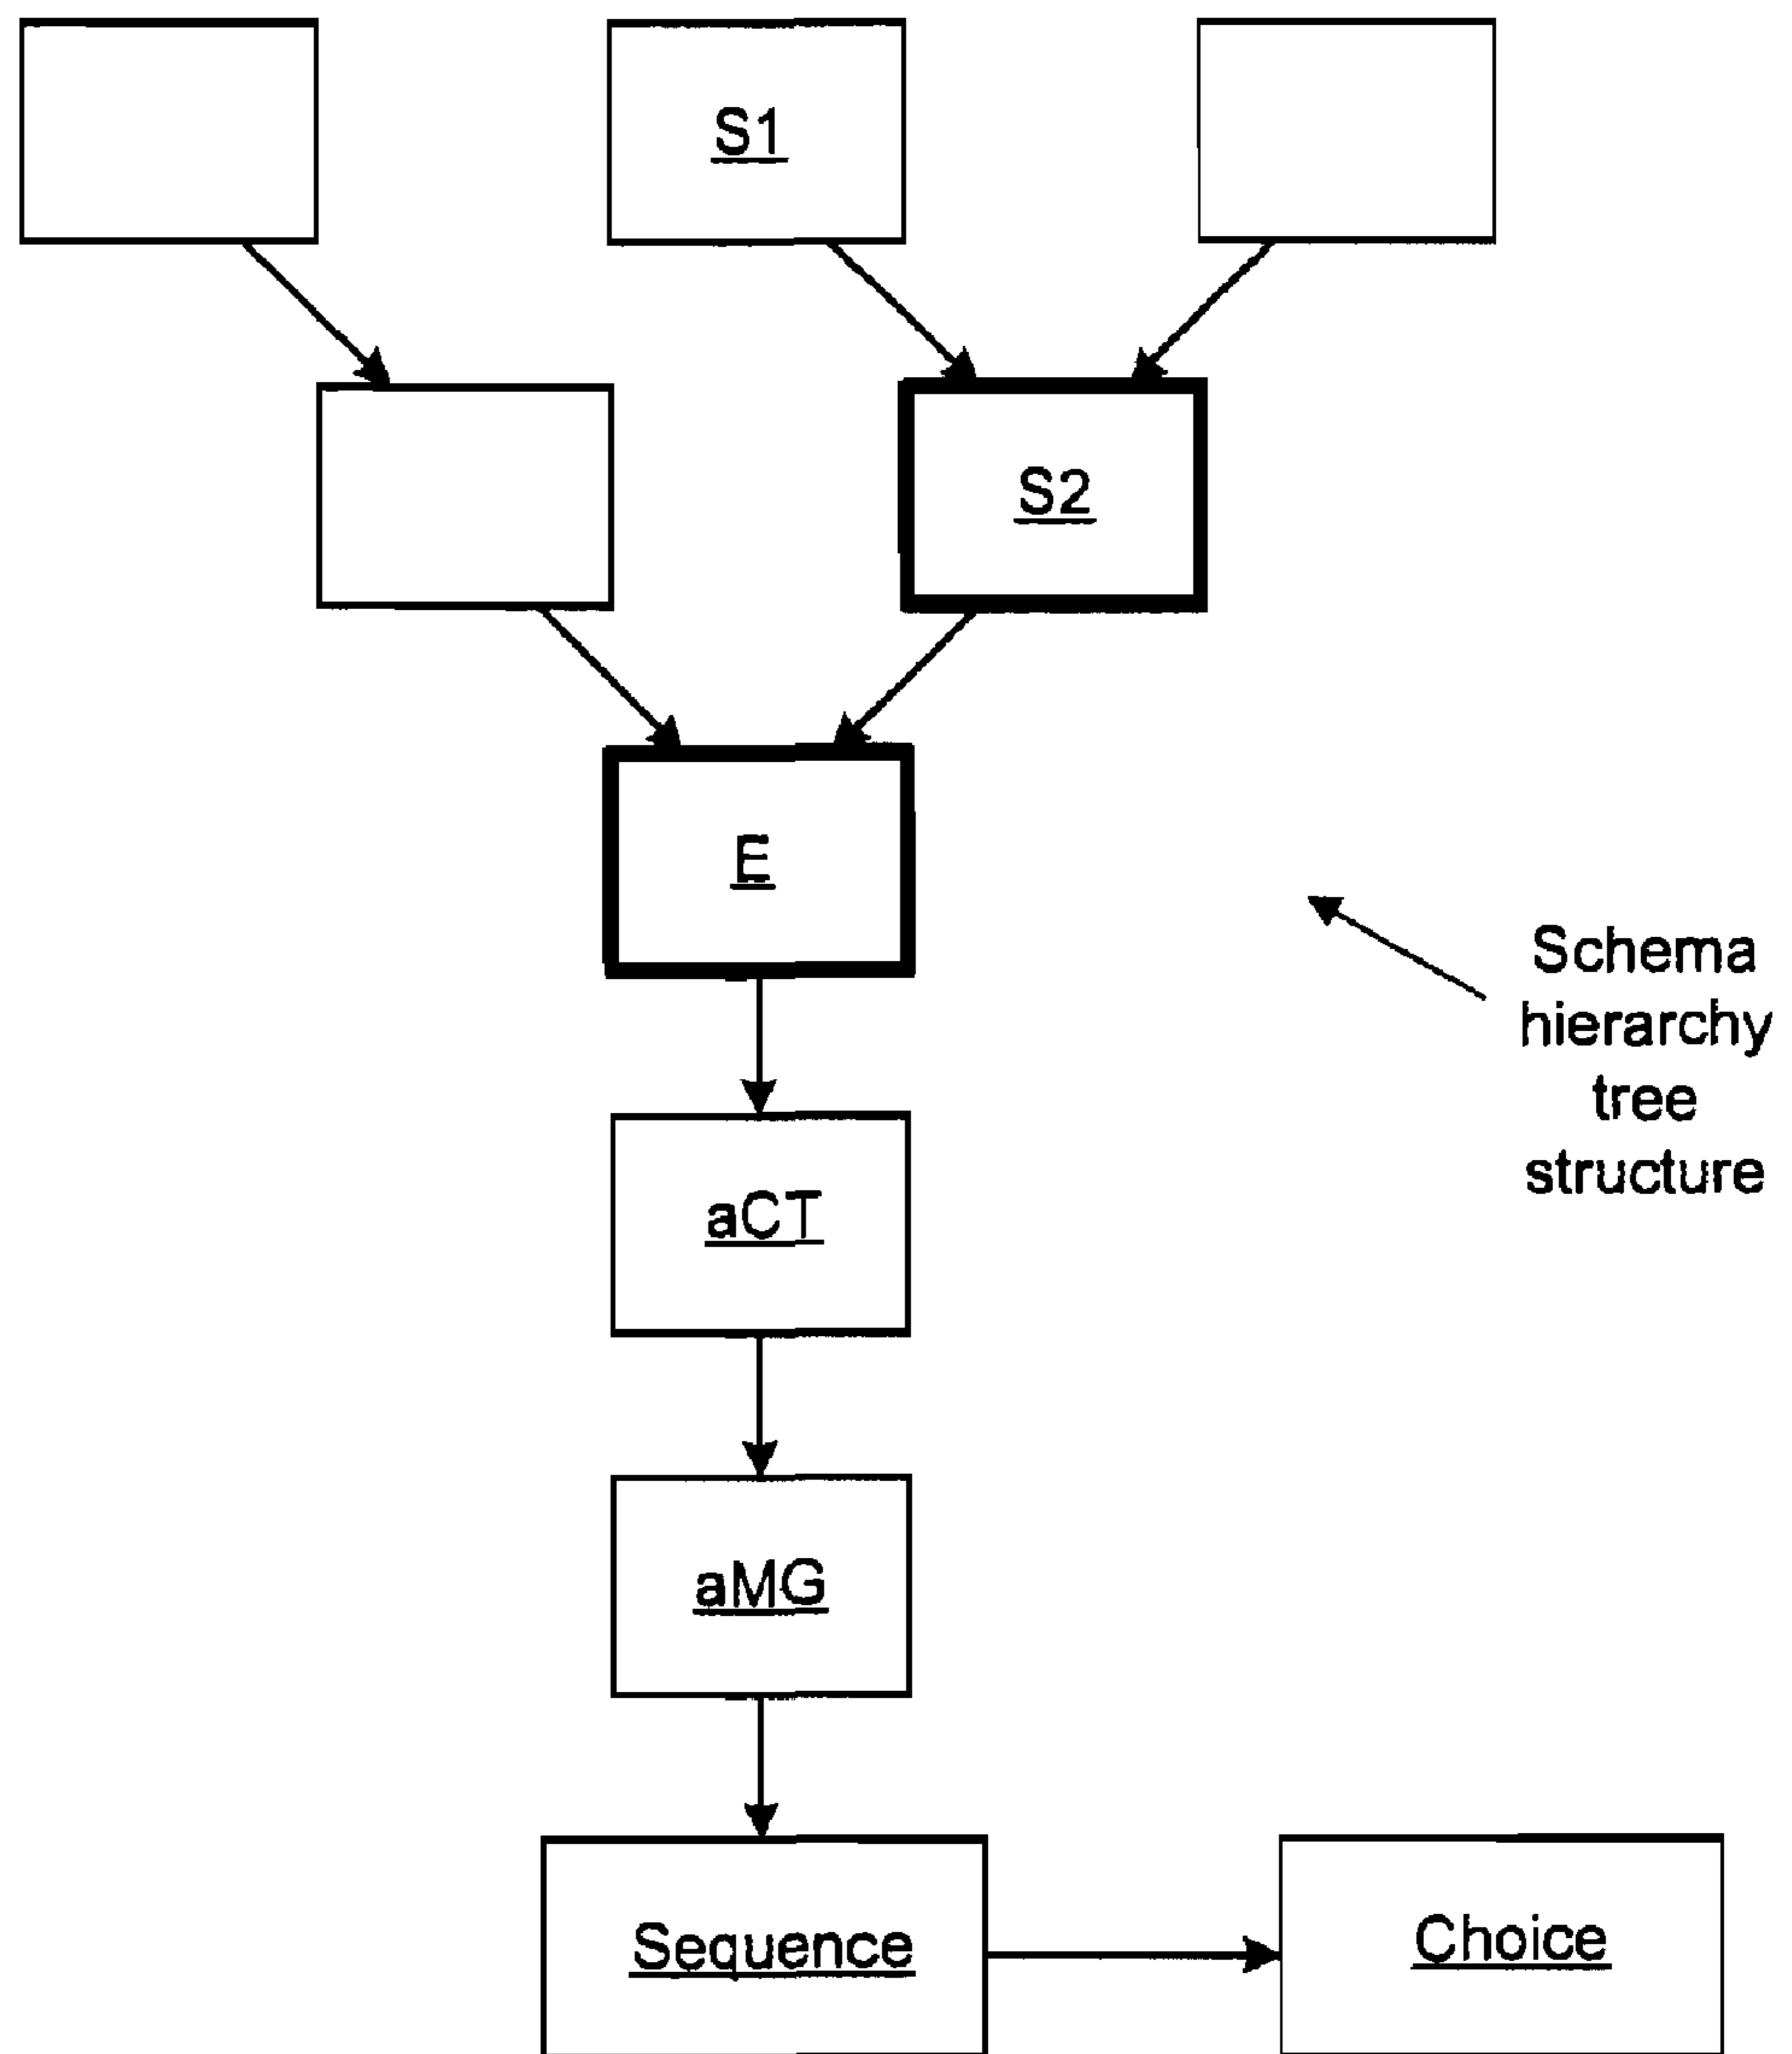 S1
S2
E
Schema
hierarchy
tree
structure
aCT
aMG
Sequence
Choice